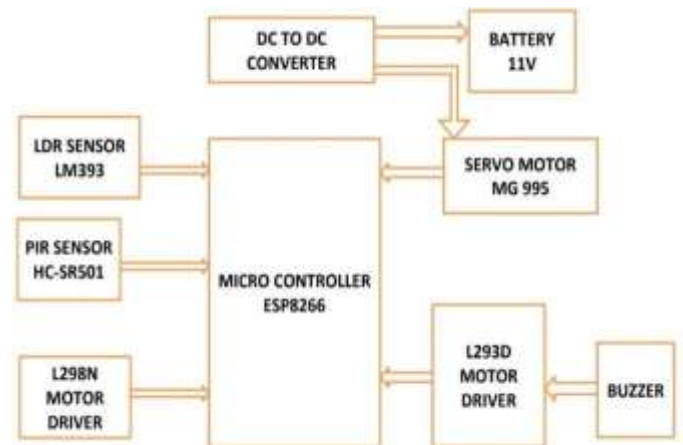 DC TO DC
CONVERTER
BATTERY
11V
LDR SENSOR
LM393
SERVO MOTOR
MG 995
PIR SENSOR
HC-SR501
MICRO CONTROLLER
ESP8266
L298N
MOTOR
DRIVER
L293D
MOTOR
DRIVER
BUZZER